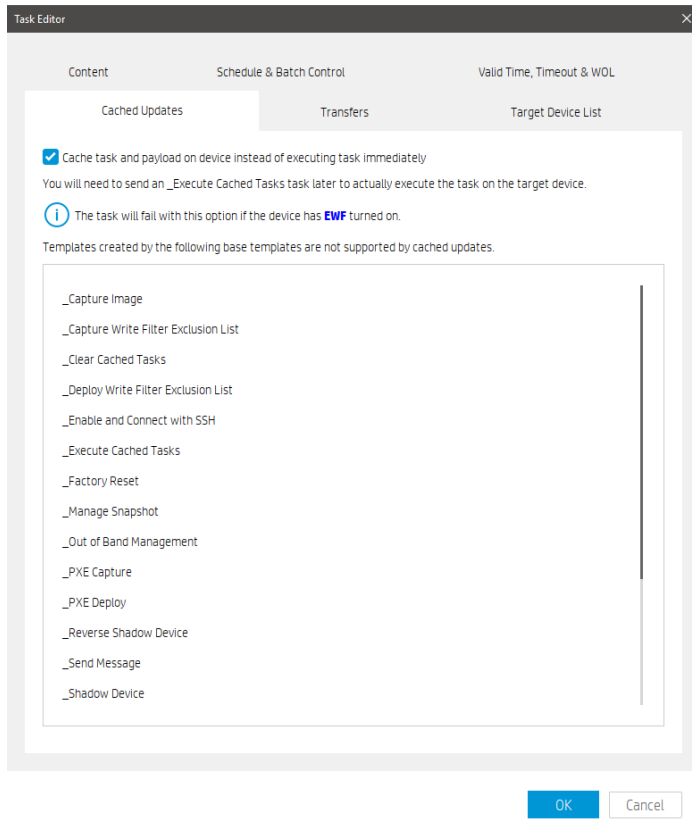 Task Editor
Content
Schedule & Batch Control
Valid Time, Timeout & WOL
Cached Updates
Transfers
Target Device List
Cache task and payload on device instead of executing task immediately
You will need to send an _Execute Cached Tasks task later to actually execute the task on the target device.
The task will fail with this option if the device has EWF turned on.
Templates created by the following base templates are not supported by cached updates.
_Capture Image
_Capture Write Filter Exclusion List
_Clear Cached Tasks
_Deploy Write Filter Exclusion List
_Enable and Connect with SSH
_Execute Cached Tasks
_Factory Reset
_Manage Snapshot
_Out of Band Management
_PXE Capture
_PXE Deploy
_Reverse Shadow Device
_Send Message
_Shadow Device
OK
Cancel